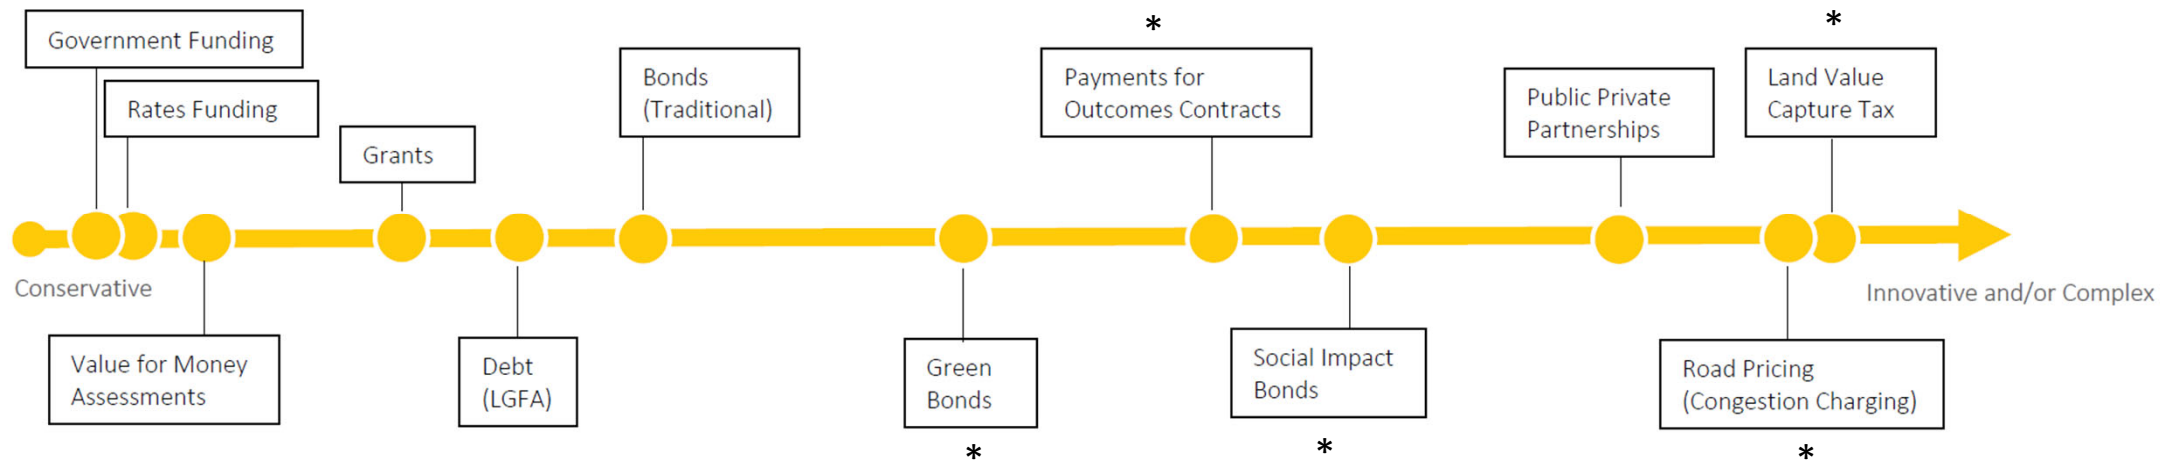 Government Funding
Rates Funding
Grants
Bonds
(Traditional)
*
Payments for
Outcomes Contracts
Public Private
Partnerships
*
Land Value
Capture Tax
Conservative
Innovative and/or Complex
Value for Money
Assessments
Debt
(LGFA)
Green
Bonds
*
Social Impact
Bonds
*
Road Pricing
(Congestion Charging)
*